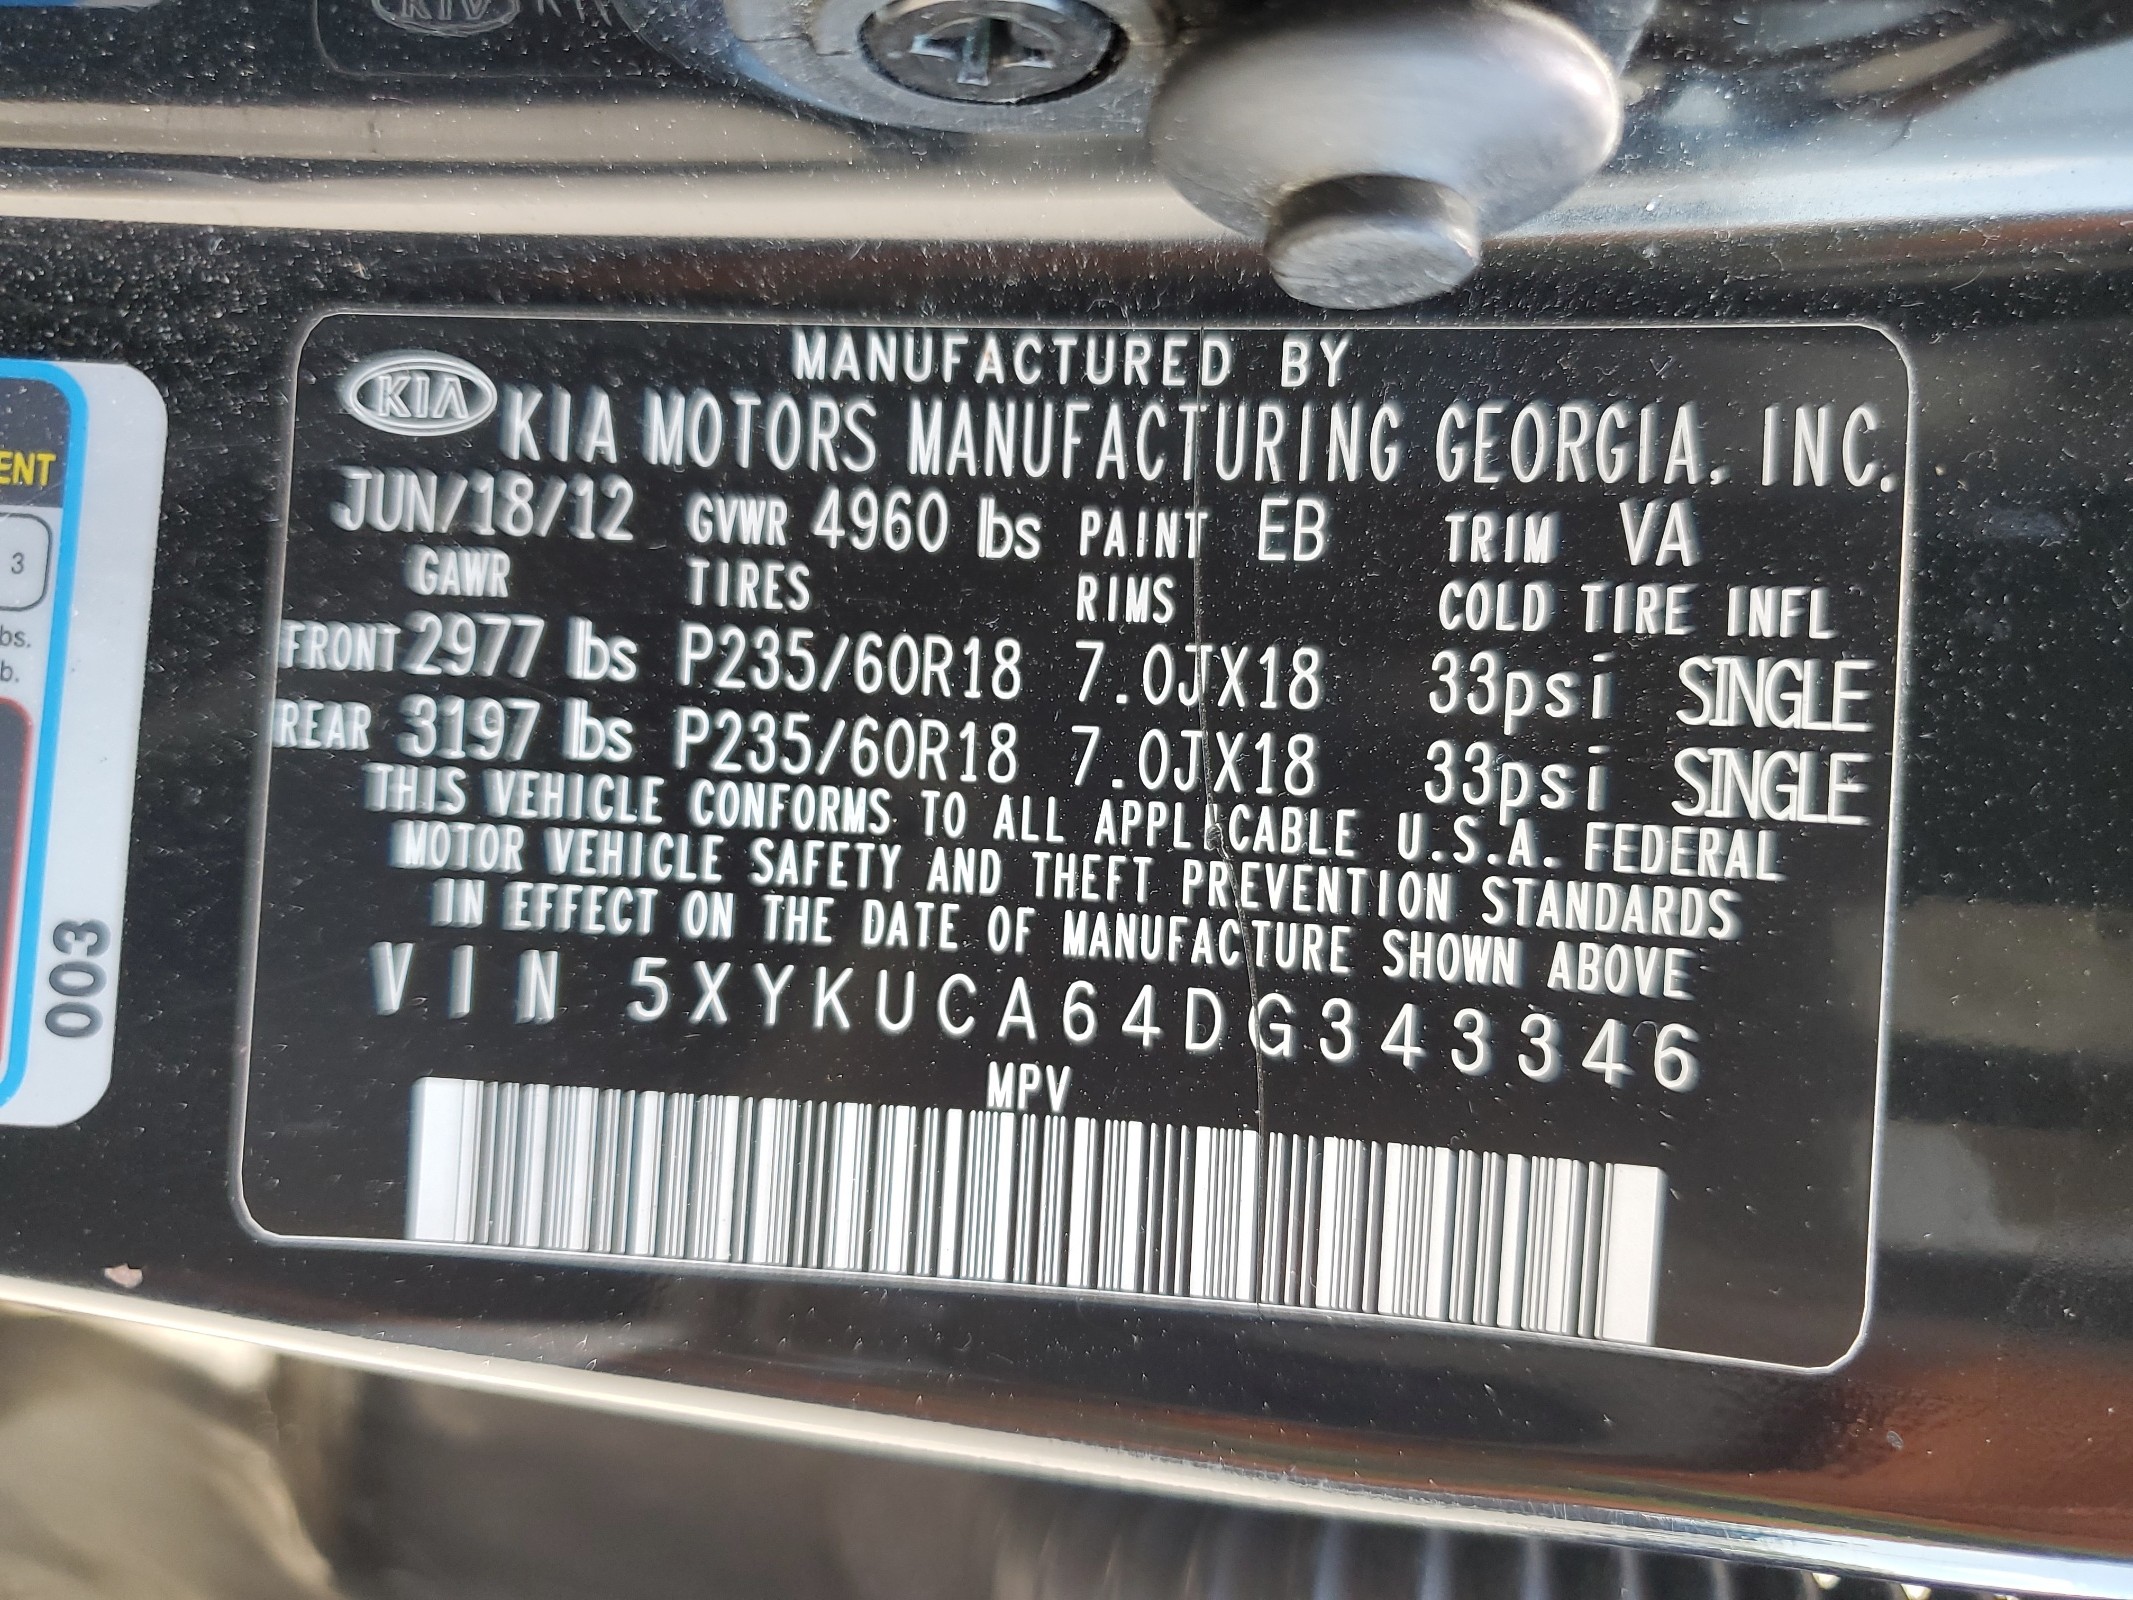 MANUFACTURED BY
KIA KIA MOTORS MANUFACTURING GEORGIA, INC.
JUN/18/12 GVWR 4960 lbs PAINT EB TRIM VA
GAWR TIRES RIMS COLD TIRE INFL
FRONT 2977 lbs P235/60R18 7.0JX18 33psi SINGLE
REAR 3197 lbs P235/60R18 7.0JX18 33psi SINGLE
THIS VEHICLE CONFORMS TO ALL APPLICABLE U.S.A. FEDERAL
MOTOR VEHICLE SAFETY AND THEFT PREVENTION STANDARDS
IN EFFECT ON THE DATE OF MANUFACTURE SHOWN ABOVE
VIN 5XYKUCA64DG343346
MPV
3
003